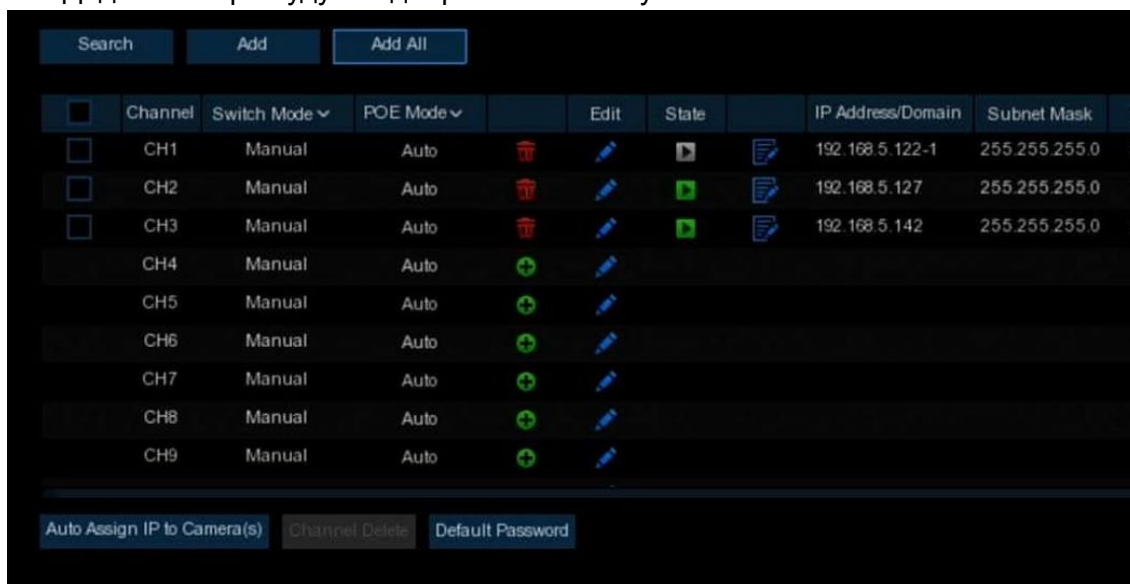 Search Add Add All
Channel Switch Mode POE Mode Edit State IP Address/Domain Subnet Mask
CH1 Manual Auto 192.168.5.122-1 255.255.255.0
CH2 Manual Auto 192.168.5.127 255.255.255.0
CH3 Manual Auto 192.168.5.142 255.255.255.0
CH4 Manual Auto
CH5 Manual Auto
CH6 Manual Auto
CH7 Manual Auto
CH8 Manual Auto
CH9 Manual Auto
Auto Assign IP to Camera(s) Channel Delete Default Password